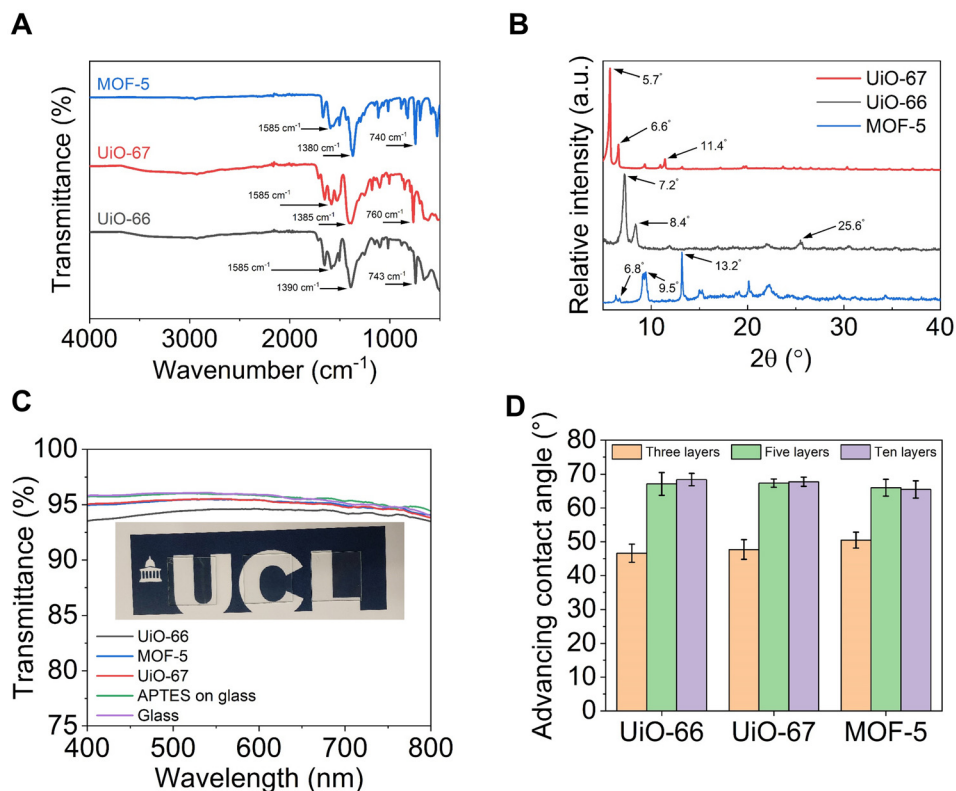 A
Transmittance (%)
MOF-5
1585 cm⁻¹
740 cm⁻¹
1380 cm⁻¹
UiO-67
1585 cm⁻¹
760 cm⁻¹
1385 cm⁻¹
UiO-66
1585 cm⁻¹
743 cm⁻¹
1390 cm⁻¹
4000 3000 2000 1000
Wavenumber (cm⁻¹)
B
Relative intensity (a.u.)
5.7°
UiO-67
UiO-66
MOF-5
6.6°
11.4°
7.2°
8.4°
25.6°
13.2°
6.8°
9.5°
10 20 30 40
2θ (°)
C
Transmittance (%)
100
95
90
85
80
75
UCL
UiO-66
MOF-5
UiO-67
APTES on glass
Glass
400 500 600 700 800
Wavelength (nm)
D
Advancing contact angle (°)
80
70
60
50
40
30
20
10
0
Three layers Five layers Ten layers
UiO-66 UiO-67 MOF-5